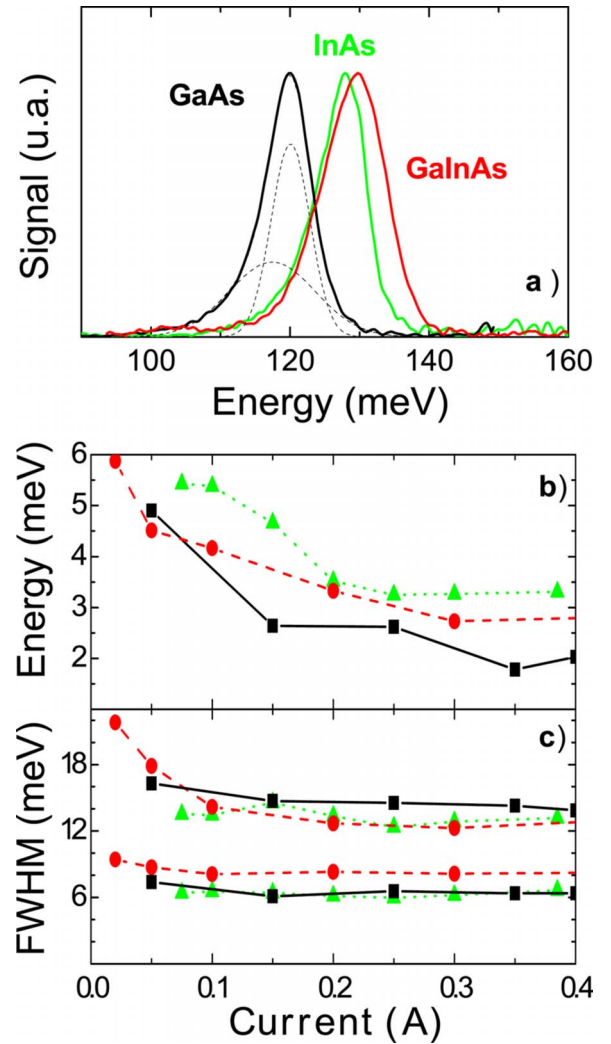 InAs
GaAs
GaInAs
Signal (u.a.)
a )
100 120 140 160
Energy (meV)
6
5
4
3
2
Energy (meV)
b)
18
12
6
FWHM (meV)
c)
0.0 0.1 0.2 0.3 0.4
Current (A)